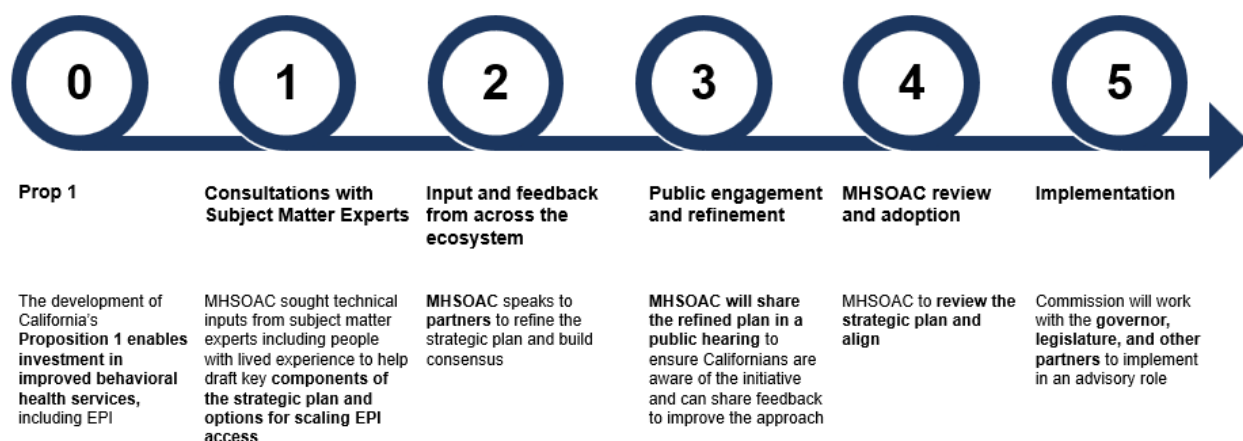 0
1
2
3
4
5
Prop 1
Consultations with
Subject Matter Experts
Input and feedback
from across the
ecosystem
Public engagement
and refinement
MHSOAC review
and adoption
Implementation
The development of
California's
Proposition 1 enables
investment in
improved behavioral
health services,
including EPI
MHSOAC sought technical
inputs from subject matter
experts including people
with lived experience to help
draft key components of
the strategic plan and
options for scaling EPI
access
MHSOAC speaks to
partners to refine the
strategic plan and build
consensus
MHSOAC will share
the refined plan in a
public hearing to
ensure Californians are
aware of the initiative
and can share feedback
to improve the approach
MHSOAC to review the
strategic plan and
align
Commission will work
with the governor,
legislature, and other
partners to implement
in an advisory role